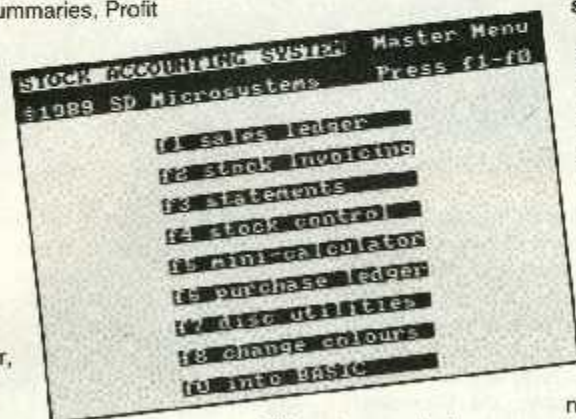 ummaries, Profit
s
STOCK ACCOUNTING SYSTEM Master Menu
1989 SD Microsystems Press f1-f0
f1 sales ledger
f2 stock invoicing
f3 statements
f4 stock control
f5 mini-calculator
f6 purchase ledger
f7 disc utilities
f8 change colours
f0 into BASIC
r,
n